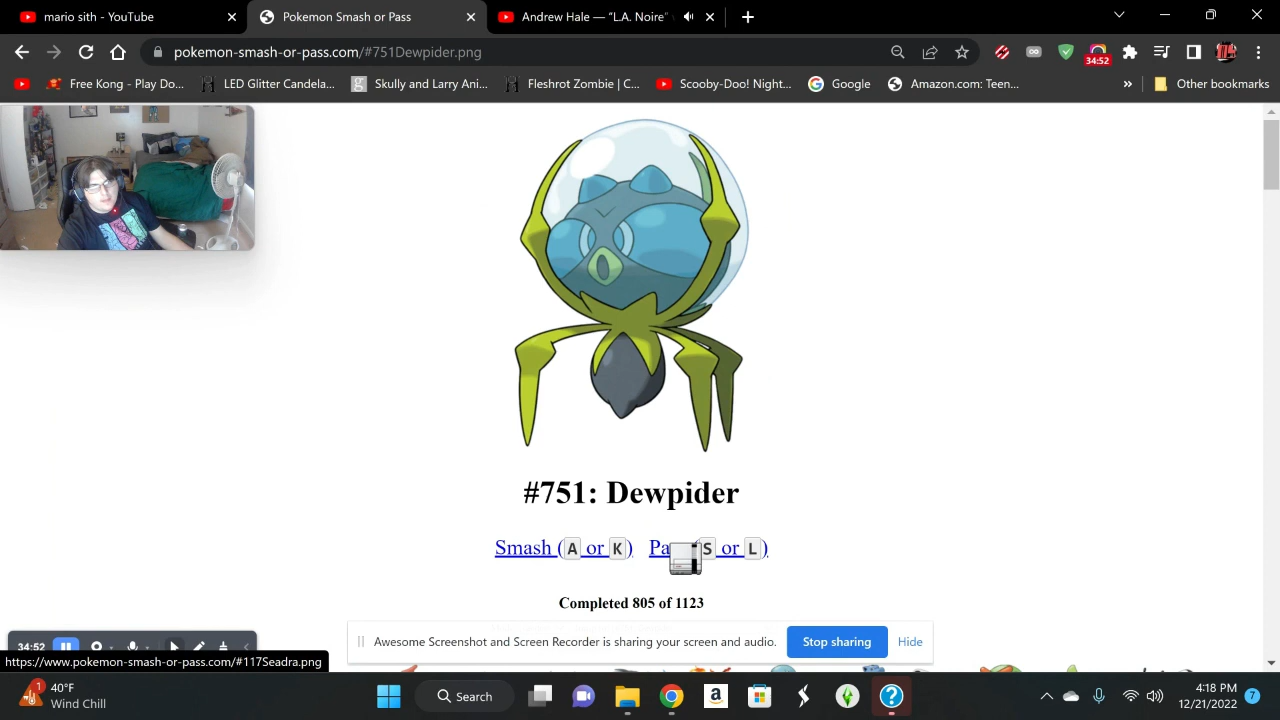 mario sith - YouTube
Pokemon Smash or Pass
Andrew Hale — "L.A. Noire"
pokemon-smash-or-pass.com/#751Dewpider.png
34:52
Free Kong - Play Do...
LED Glitter Candela...
Skully and Larry Ani...
Fleshrot Zombie | C...
Scooby-Doo! Night...
Google
Amazon.com: Teen...
»
Other bookmarks
#751: Dewpider
Smash (A or K) Pa S or L)
Completed 805 of 1123
34:52
Awesome Screenshot and Screen Recorder is sharing your screen and audio.
Stop sharing
Hide
https://www.pokemon-smash-or-pass.com/#117Seadra.png
1
40°F
Wind Chill
Search
4:18 PM
12/21/2022
7